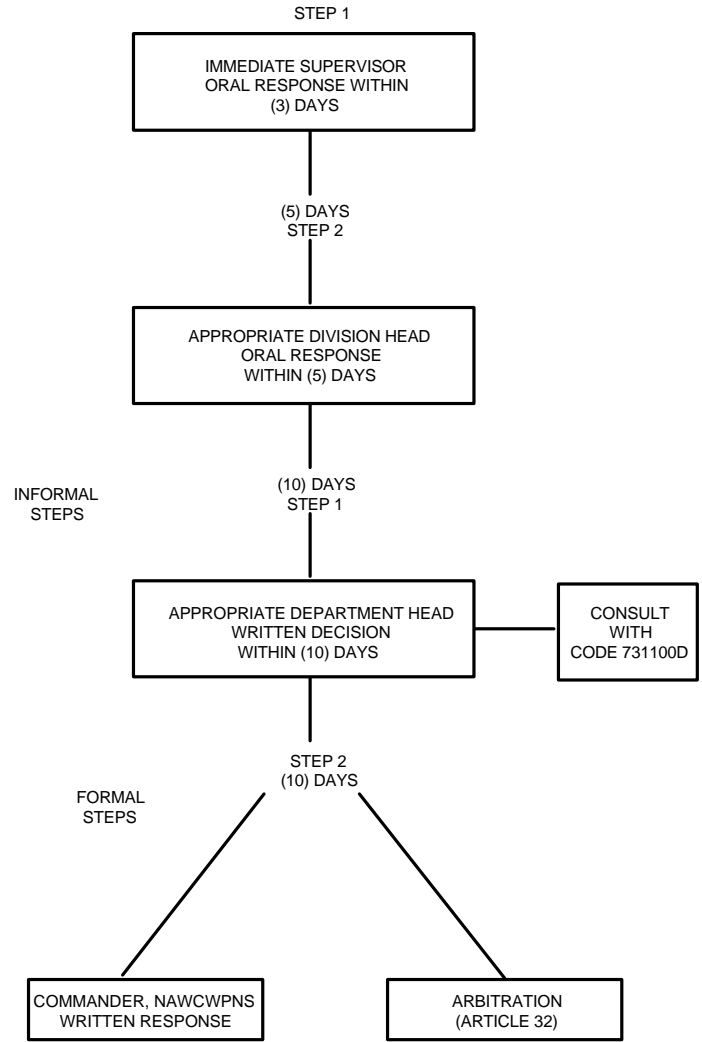 STEP 1
IMMEDIATE SUPERVISOR
ORAL RESPONSE WITHIN
(3) DAYS
(5) DAYS
STEP 2
APPROPRIATE DIVISION HEAD
ORAL RESPONSE
WITHIN (5) DAYS
INFORMAL
STEPS
(10) DAYS
STEP 1
APPROPRIATE DEPARTMENT HEAD
WRITTEN DECISION
WITHIN (10) DAYS
CONSULT
WITH
CODE 731100D
STEP 2
(10) DAYS
FORMAL
STEPS
COMMANDER, NAWCWPNS
WRITTEN RESPONSE
ARBITRATION
(ARTICLE 32)